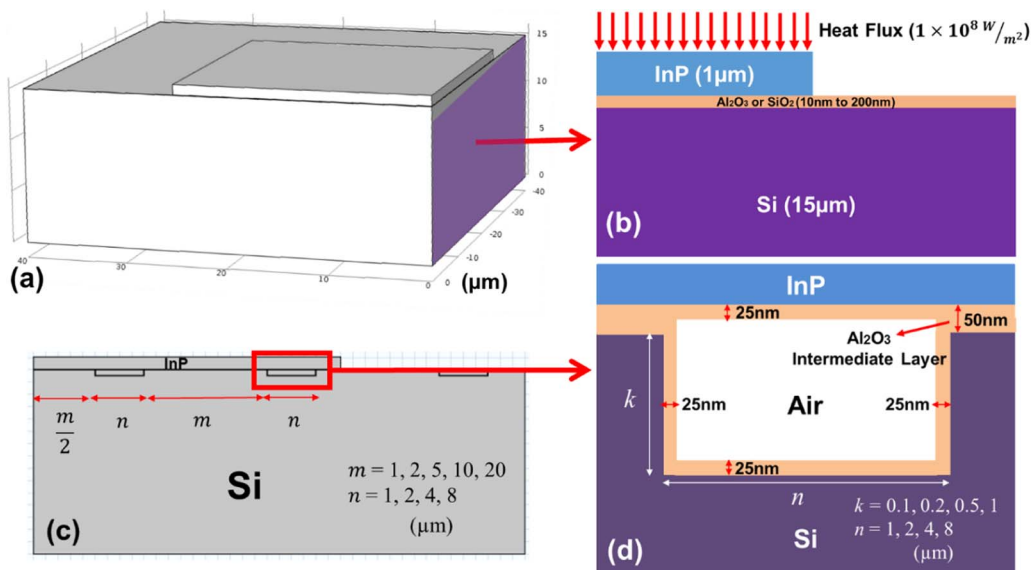 15
10
5
0
-40
-30
-20
-10
0
40
30
20
10
0
(μm)
(a)
Heat Flux (1 × 10⁸ W/m²)
InP (1μm)
Al₂O₃ or SiO₂ (10nm to 200nm)
Si (15μm)
(b)
InP
m/2
n
m
n
Si
m = 1, 2, 5, 10, 20
n = 1, 2, 4, 8
(μm)
(c)
InP
25nm
50nm
Al₂O₃
Intermediate Layer
k
25nm
Air
25nm
25nm
n
k = 0.1, 0.2, 0.5, 1
n = 1, 2, 4, 8
(μm)
Si
(d)